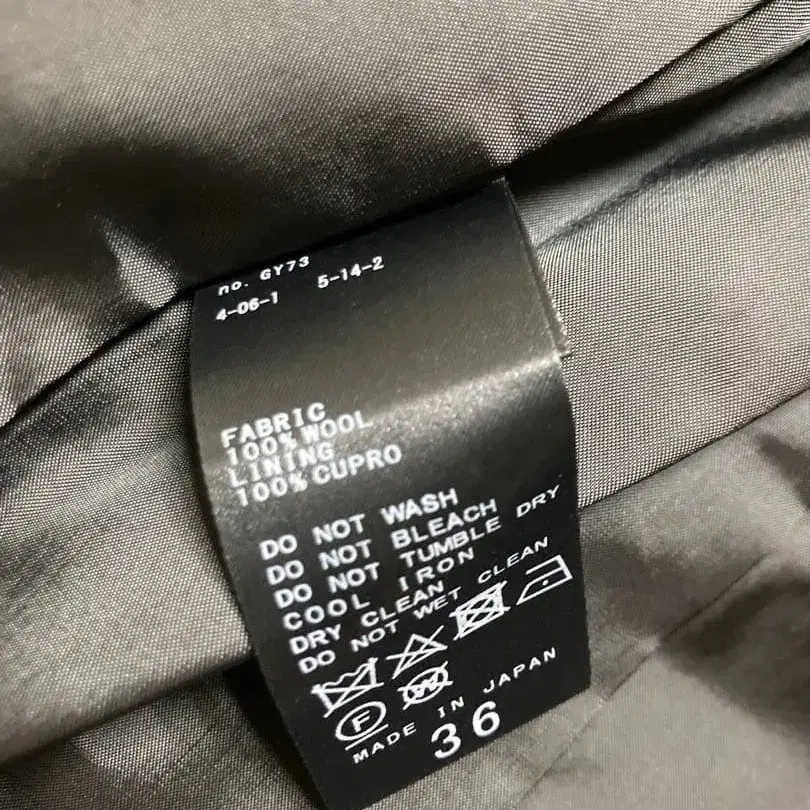 no. GY73
4-06-1 5-14-2
FABRIC
100% WOOL
LINING
100% CUPRO
DO NOT WASH
DO NOT BLEACH
DO NOT TUMBLE DRY
COOL IRON
DRY CLEAN
DO NOT WET CLEAN
F W
MADE IN JAPAN
36